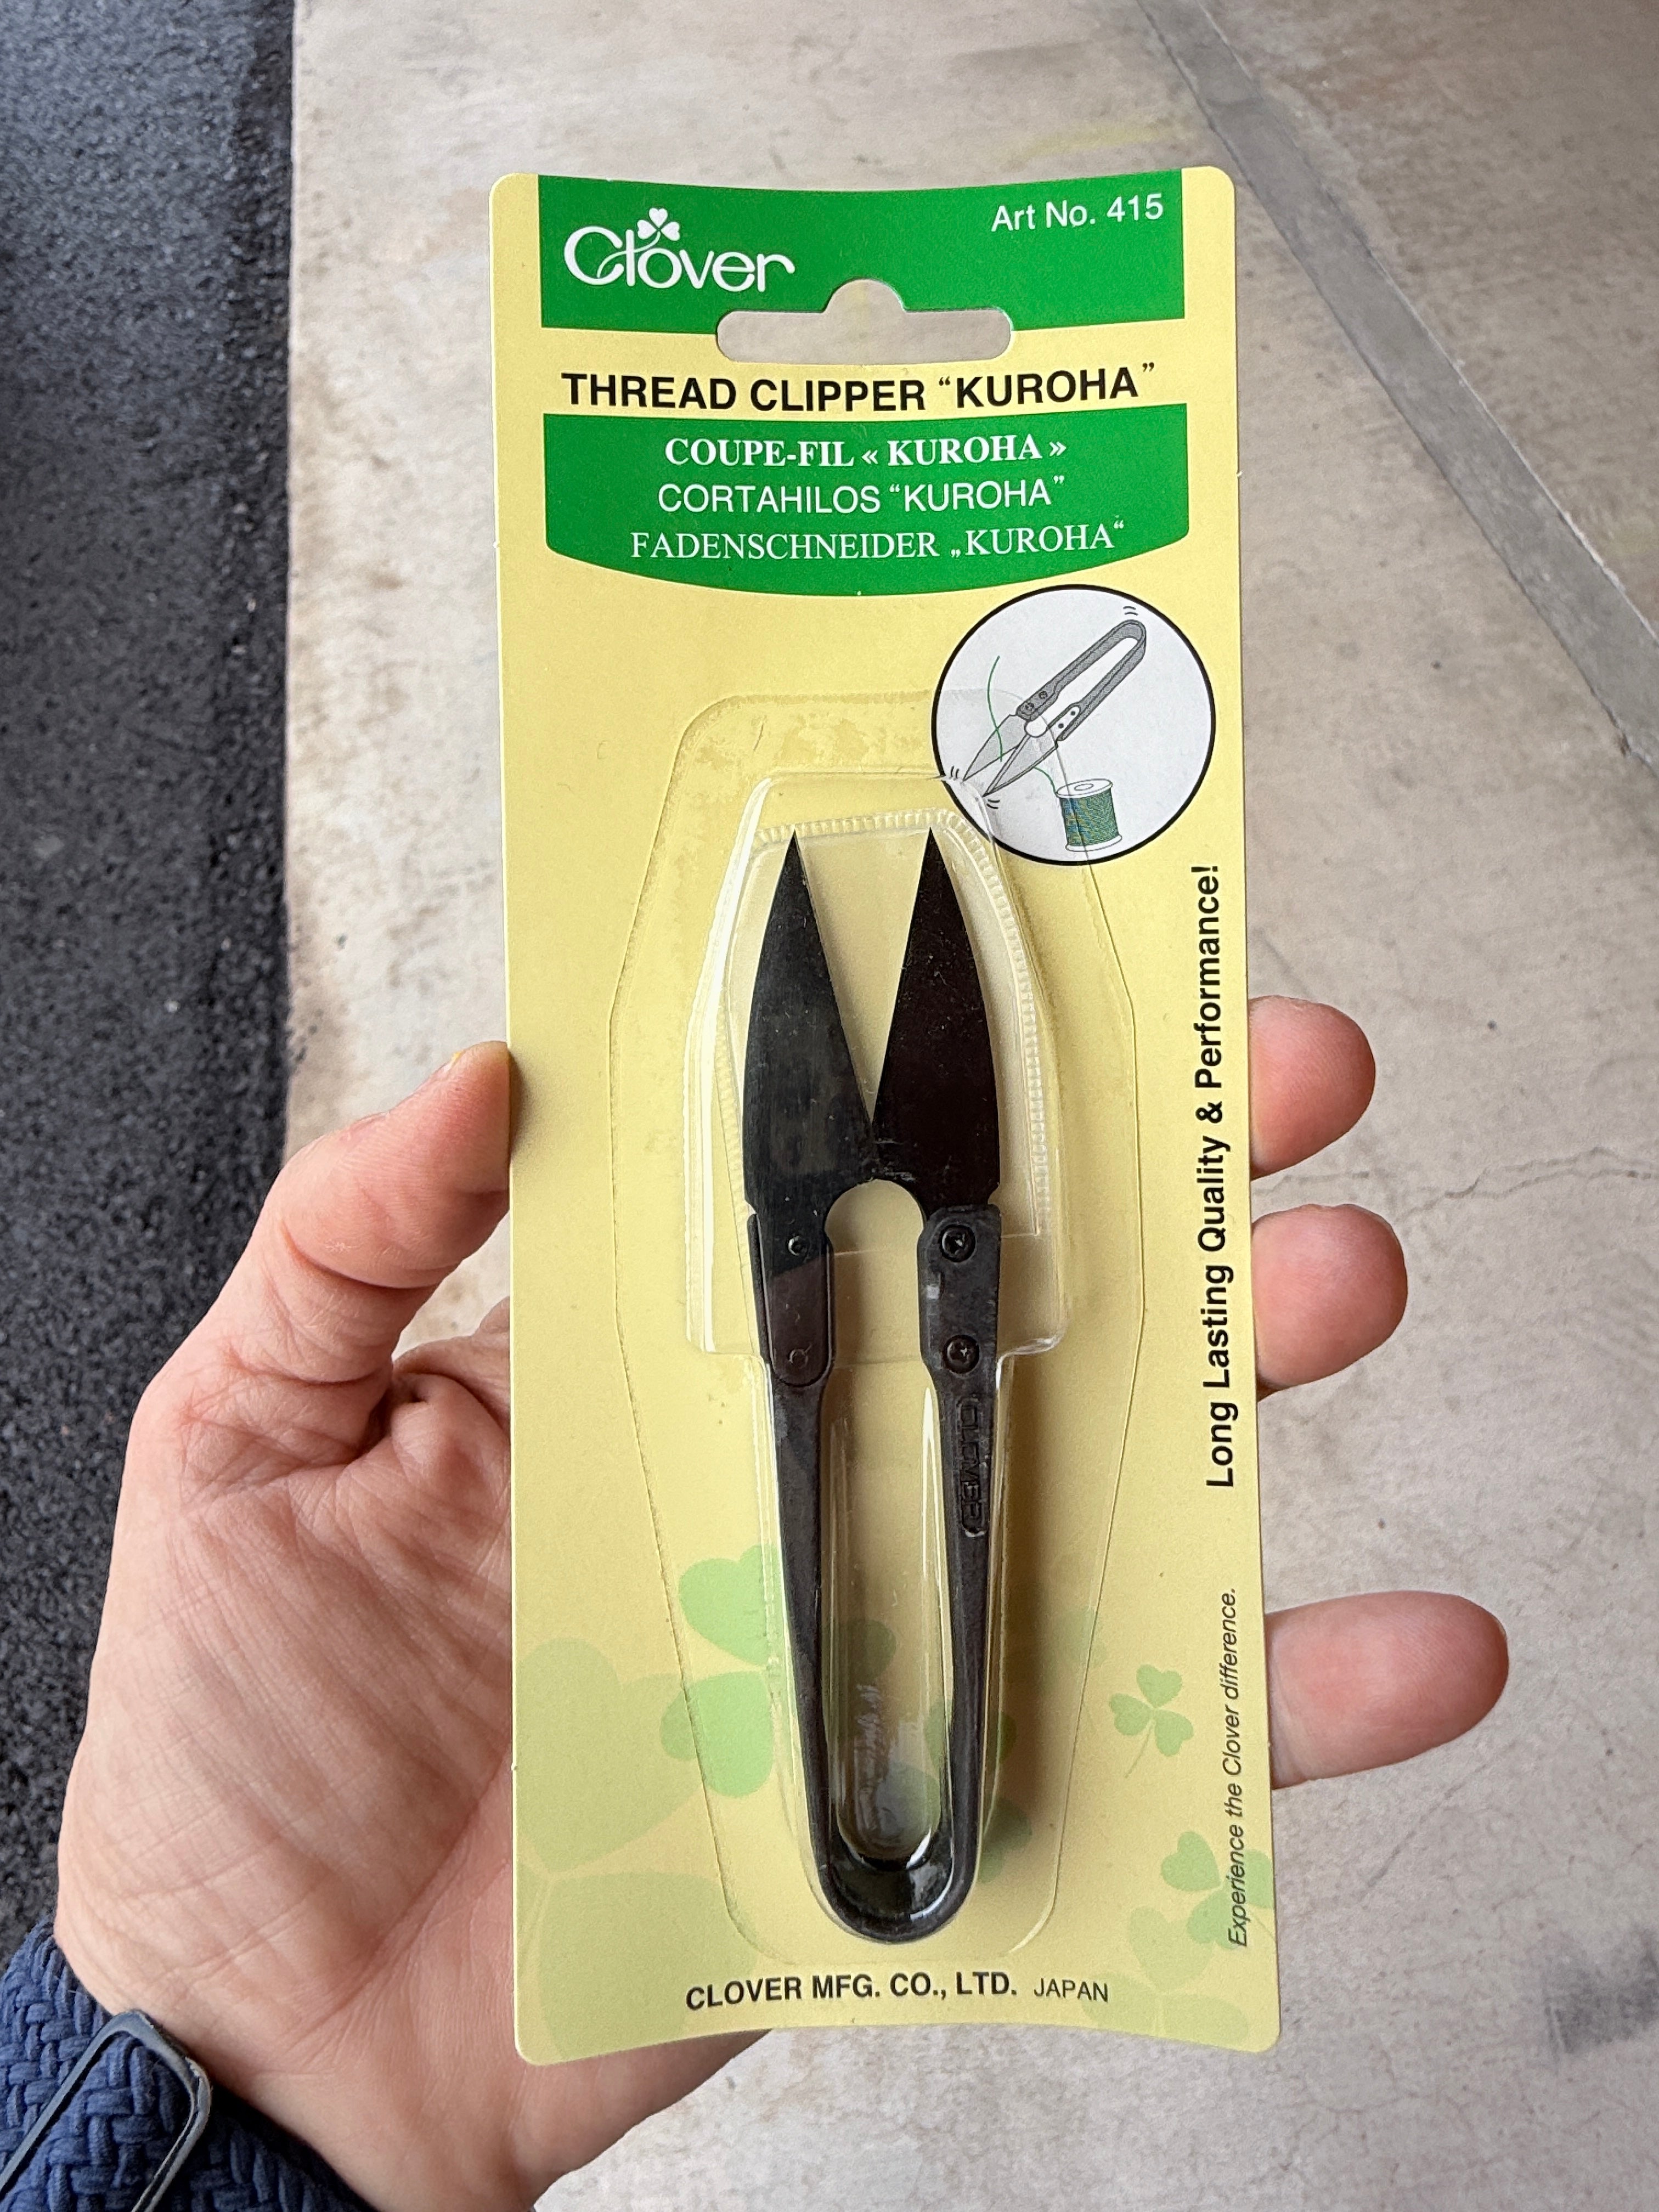 Clover
Art No. 415
THREAD CLIPPER “KUROHA”
COUPE-FIL « KUROHA »
CORTAHILOS “KUROHA”
FADENSCHNEIDER „KUROHA“
Long Lasting Quality & Performance!
CLOVER
Experience the Clover difference.
CLOVER MFG. CO., LTD. JAPAN